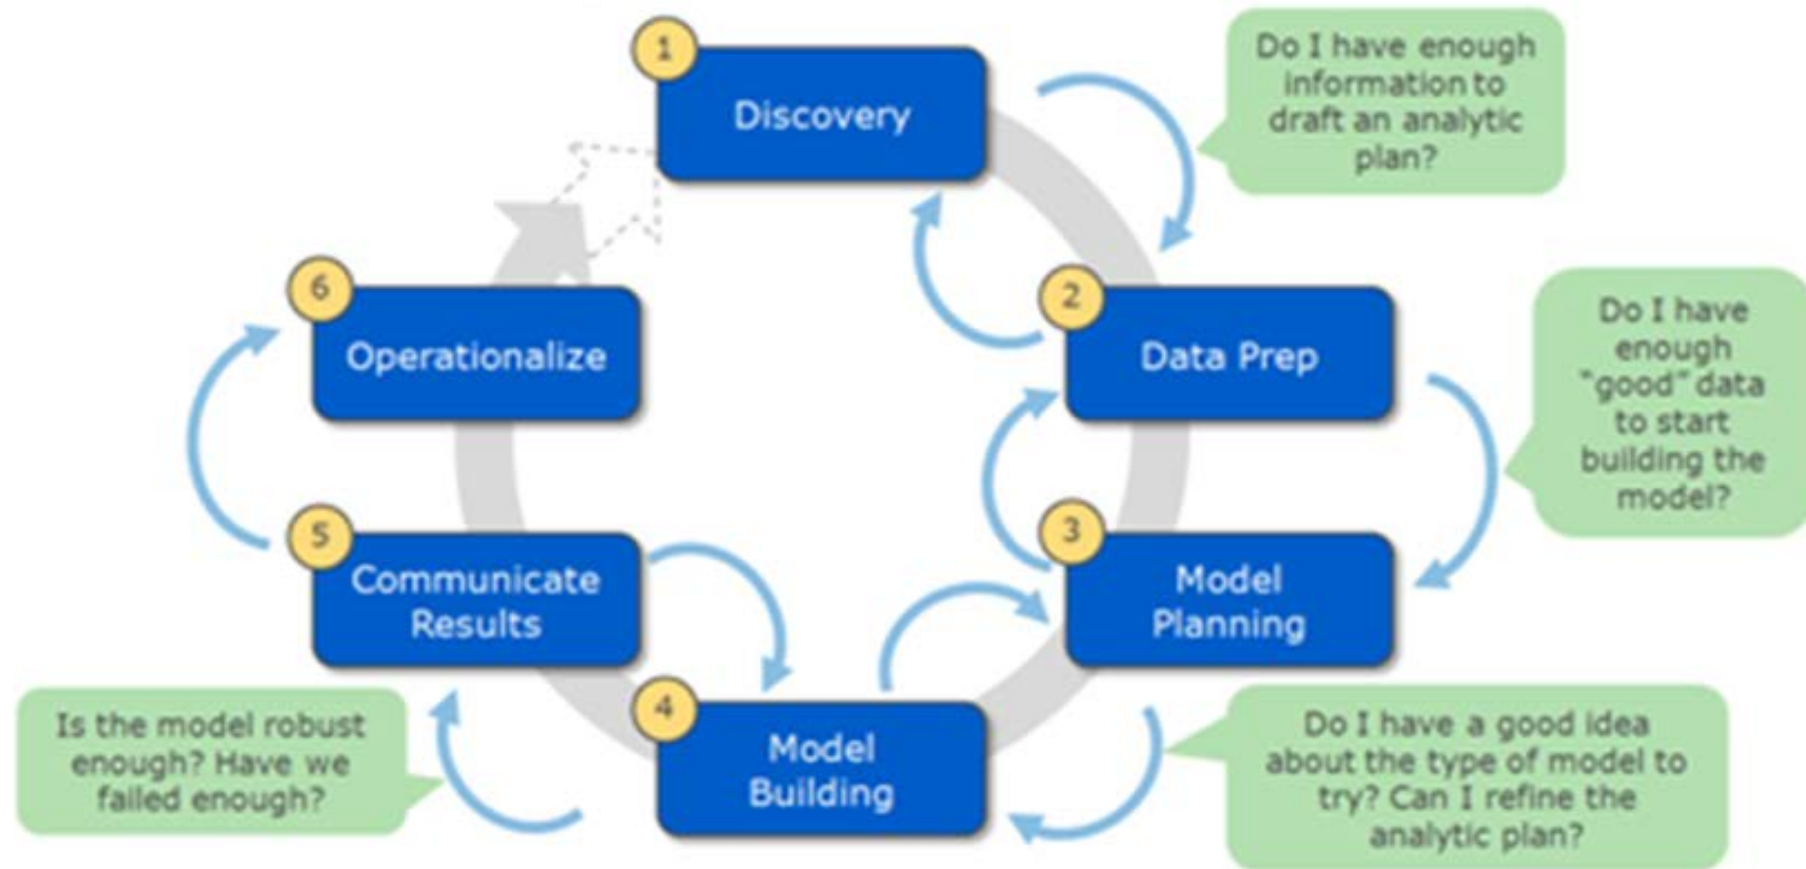 1
Discovery
Do I have enough
information to
draft an analytic
plan?
2
Data Prep
Do I have
enough
"good" data
to start
building the
model?
3
Model
Planning
Do I have a good idea
about the type of model to
try? Can I refine the
analytic plan?
4
Model
Building
Is the model robust
enough? Have we
failed enough?
5
Communicate
Results
6
Operationalize